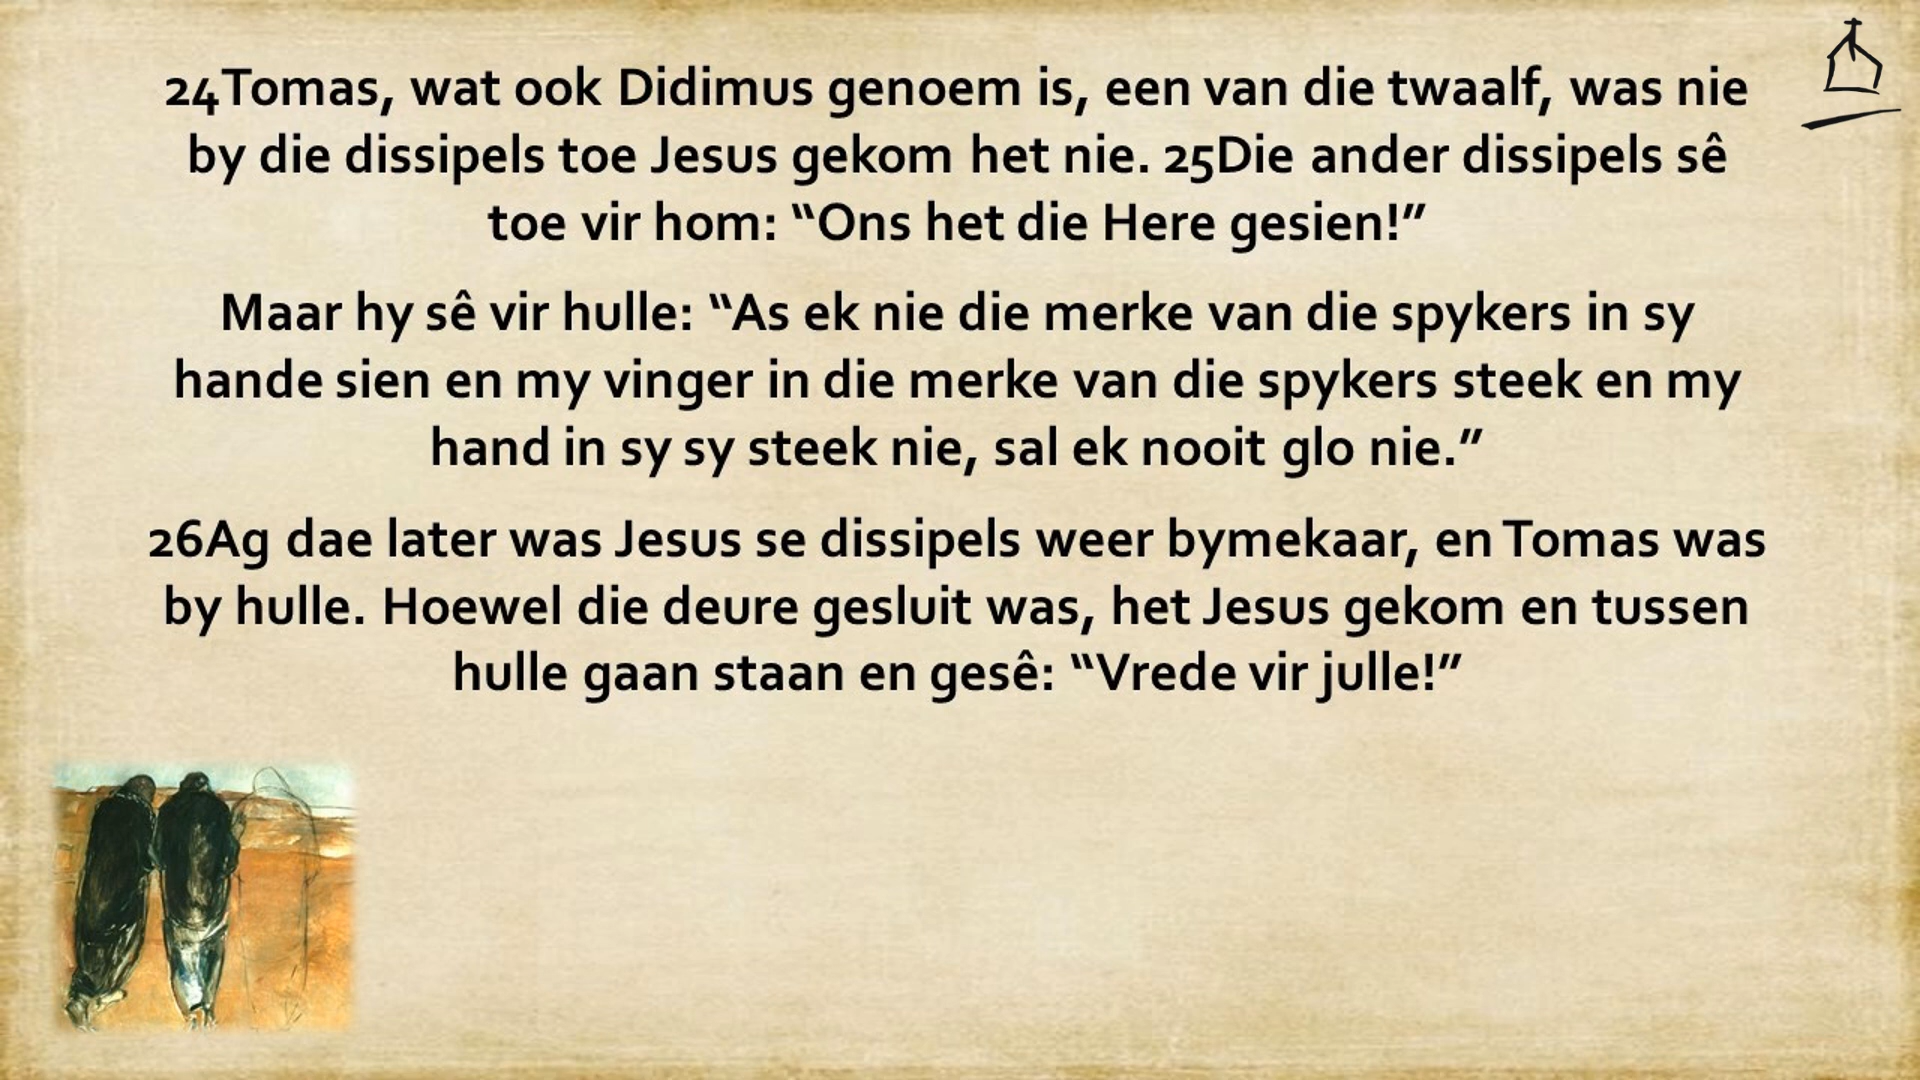 24Tomas, wat ook Didimus genoem is, een van die twaalf, was nie
by die dissipels toe Jesus gekom het nie. 25Die ander dissipels sê
toe vir hom: “Ons het die Here gesien!”
Maar hy sê vir hulle: “As ek nie die merke van die spykers in sy
hande sien en my vinger in die merke van die spykers steek en my
hand in sy sy steek nie, sal ek nooit glo nie.”
26Ag dae later was Jesus se dissipels weer bymekaar, en Tomas was
by hulle. Hoewel die deure gesluit was, het Jesus gekom en tussen
hulle gaan staan en gesê: “Vrede vir julle!”